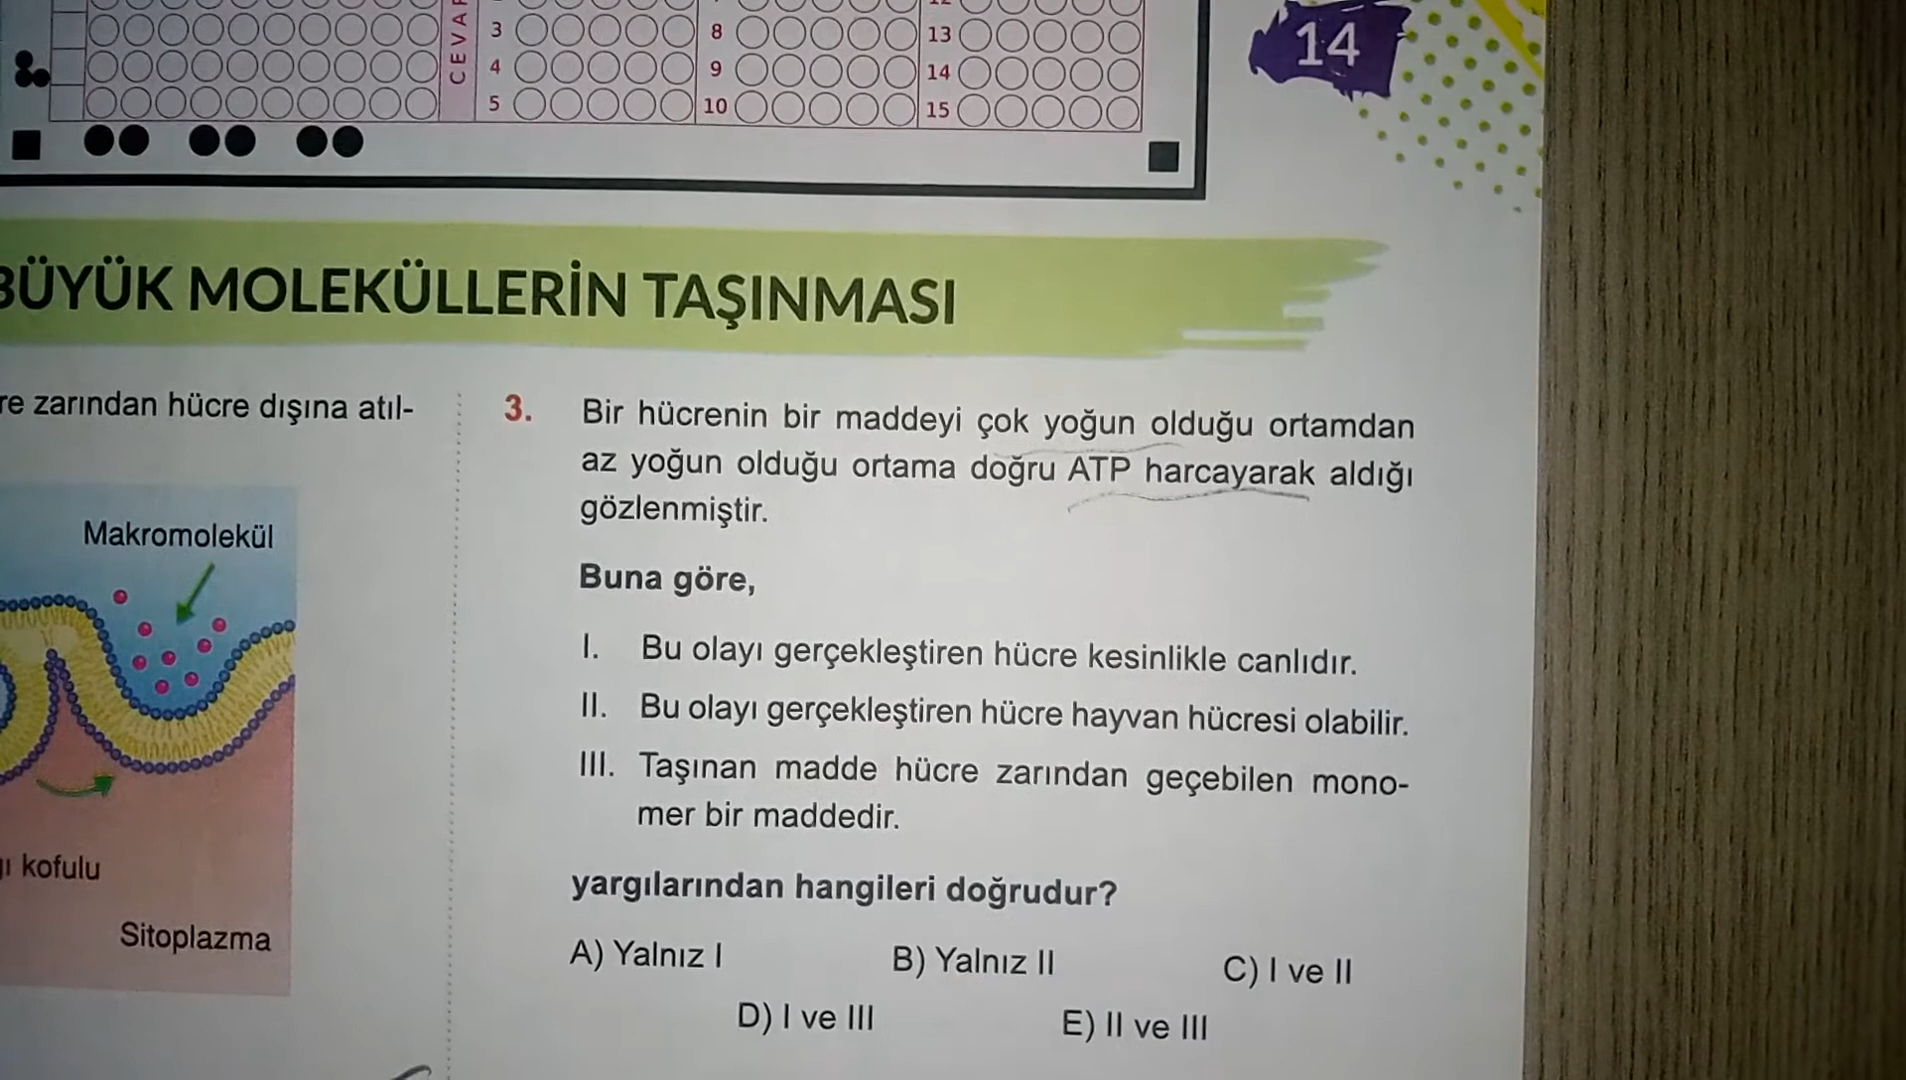 3
8
13
4
9
14
5
10
15
14
BÜYÜK MOLEKÜLLERİN TAŞINMASI
re zarından hücre dışına atıl-
Makromolekül
kofulu
Sitoplazma
3. Bir hücrenin bir maddeyi çok yoğun olduğu ortamdan
az yoğun olduğu ortama doğru ATP harcayarak aldığı
gözlenmiştir.
Buna göre,
I. Bu olayı gerçekleştiren hücre kesinlikle canlıdır.
II. Bu olayı gerçekleştiren hücre hayvan hücresi olabilir.
III. Taşınan madde hücre zarından geçebilen mono-
mer bir maddedir.
yargılarından hangileri doğrudur?
A) Yalnız I
B) Yalnız II
C) I ve II
D) I ve III
E) II ve III